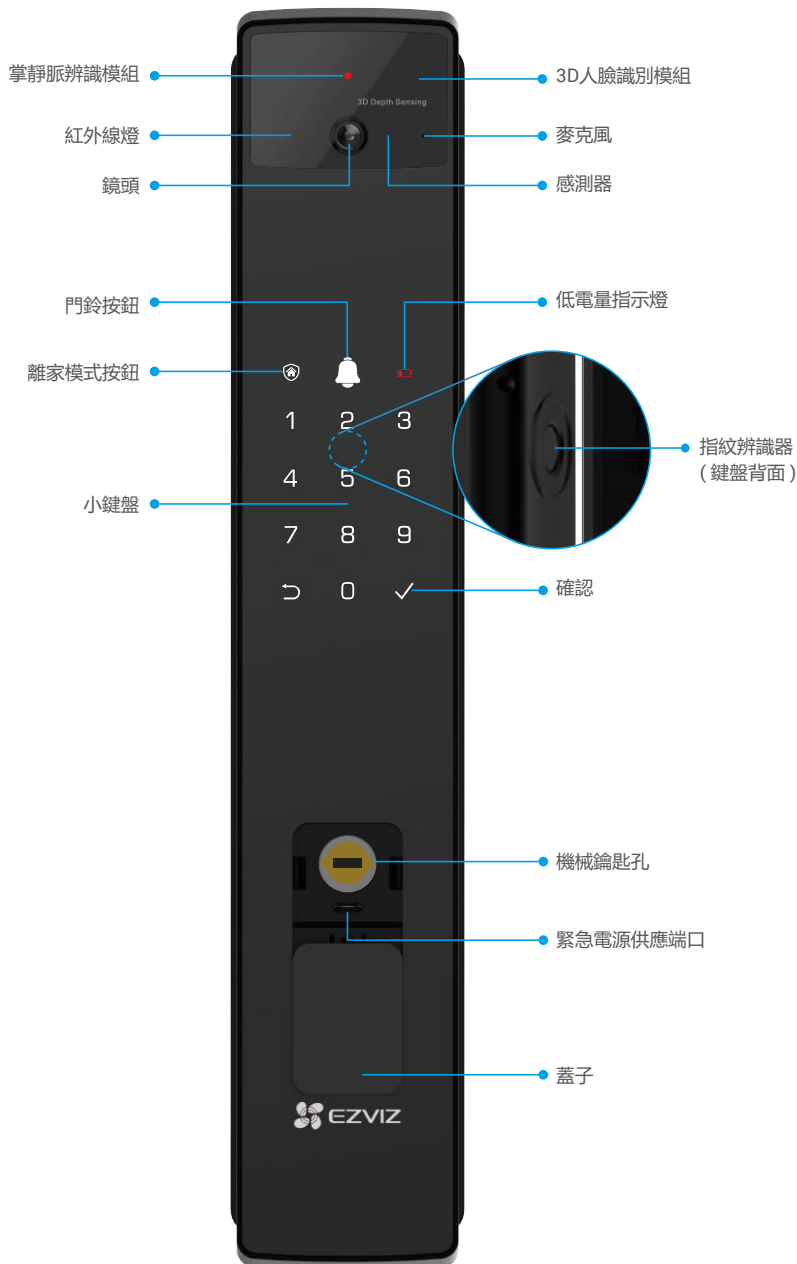 掌靜脈辨識模組
3D人臉識別模組
3D Depth Sensing
紅外線燈
麥克風
鏡頭
感測器
門鈴按鈕
低電量指示燈
離家模式按鈕
1 2 3
指紋辨識器
( 鍵盤背面 )
4 5 6
小鍵盤
7 8 9
0
確認
機械鑰匙孔
緊急電源供應端口
蓋子
EZVIZ